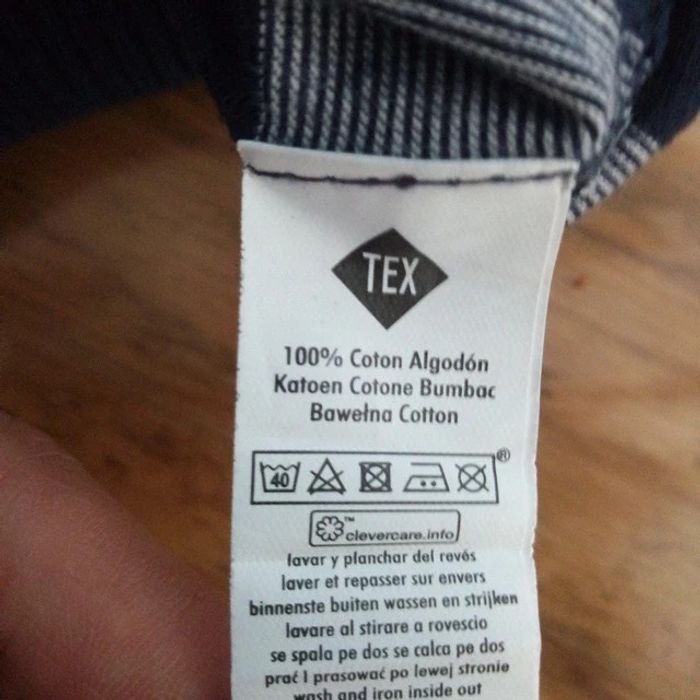 TEX
100% Coton Algodón
Katoen Cotone Bumbac
Bawełna Cotton
40
®
™
clevercare.info
lavar y planchar del revés
laver et repasser sur envers
binnenste buiten wassen en strijken
lavare al stirare a rovescio
se spala pe dos se calca pe dos
prać I prasować po lewej stronie
wash and iron inside out